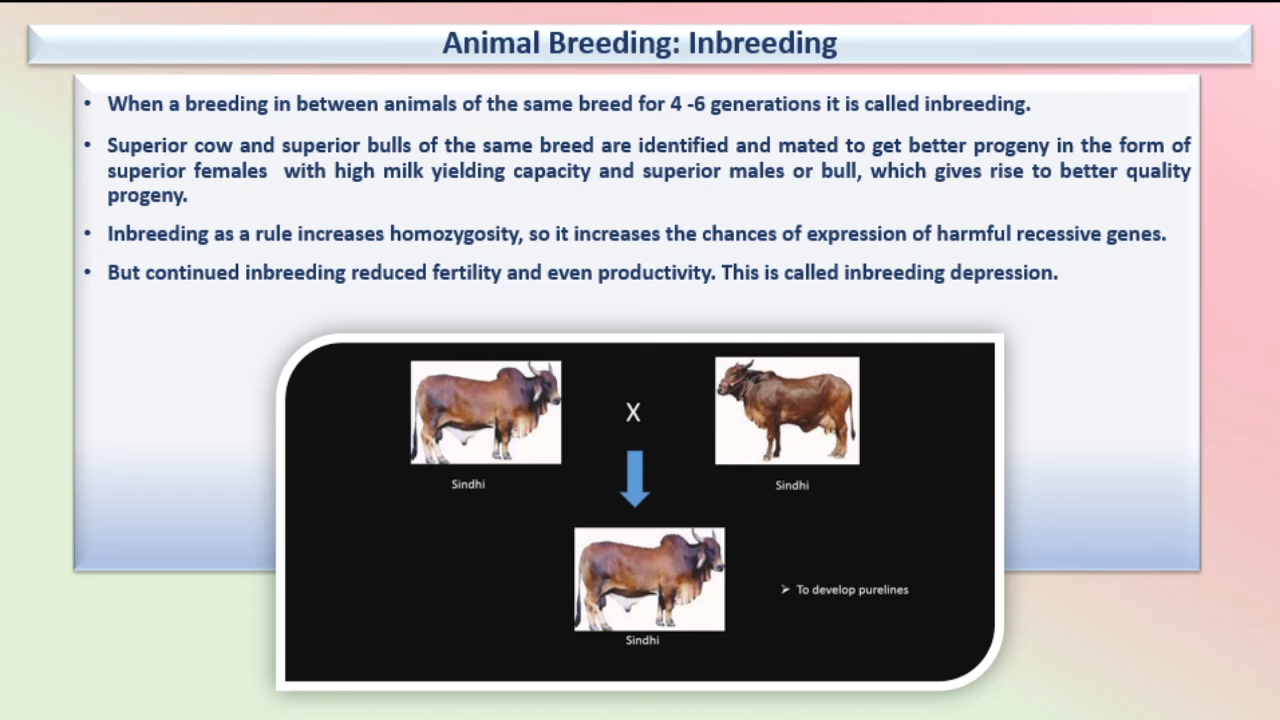 Animal Breeding: Inbreeding
• When a breeding in between animals of the same breed for 4 -6 generations it is called inbreeding.
• Superior cow and superior bulls of the same breed are identified and mated to get better progeny in the form of
superior females with high milk yielding capacity and superior males or bull, which gives rise to better quality
progeny.
• Inbreeding as a rule increases homozygosity, so it increases the chances of expression of harmful recessive genes.
• But continued inbreeding reduced fertility and even productivity. This is called inbreeding depression.
X
Sindhi
Sindhi
➢ To develop purelines
Sindhi